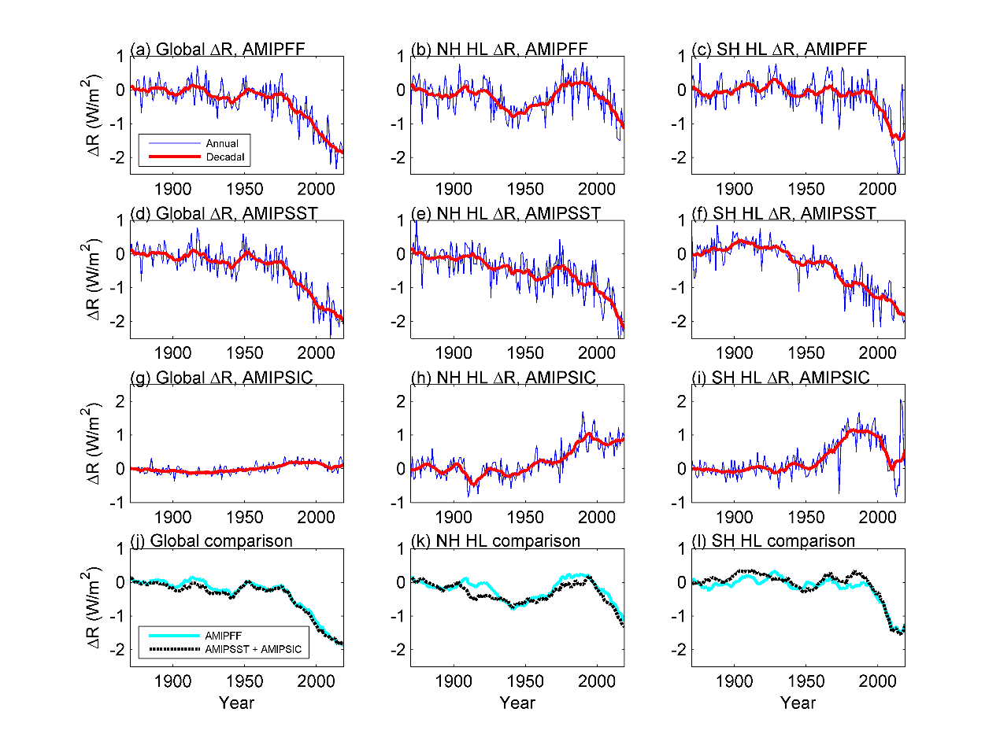 (a) Global ΔR, AMIPFF
(b) NH HL ΔR, AMIPFF
(c) SH HL ΔR, AMIPFF
ΔR (W/m²)
1
0
-1
-2
Annual
Decadal
1900 1950 2000
1
0
-1
-2
1900 1950 2000
1
0
-1
-2
1900 1950 2000
(d) Global ΔR, AMIPSST
(e) NH HL ΔR, AMIPSST
(f) SH HL ΔR, AMIPSST
ΔR (W/m²)
1
0
-1
-2
1900 1950 2000
1
0
-1
-2
1900 1950 2000
1
0
-1
-2
1900 1950 2000
(g) Global ΔR, AMIPSIC
(h) NH HL ΔR, AMIPSIC
(i) SH HL ΔR, AMIPSIC
ΔR (W/m²)
2
1
0
-1
1900 1950 2000
2
1
0
-1
1900 1950 2000
2
1
0
-1
1900 1950 2000
(j) Global comparison
(k) NH HL comparison
(l) SH HL comparison
ΔR (W/m²)
1
0
-1
-2
AMIPFF
AMIPSST + AMIPSIC
1900 1950 2000
Year
1
0
-1
-2
1900 1950 2000
Year
1
0
-1
-2
1900 1950 2000
Year